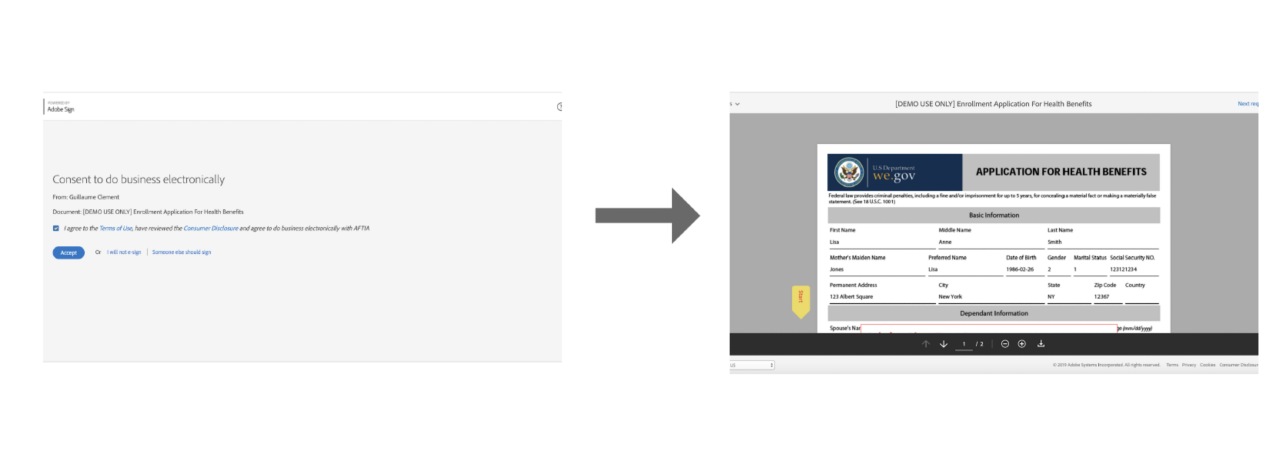 POWERED BY
Adobe Sign
Consent to do business electronically
From: Guillaume Clement
Document: [DEMO USE ONLY] Enrollment Application For Health Benefits
I agree to the Terms of Use, have reviewed the Consumer Disclosure and agree to do business electronically with AFTIA
Accept Or I will not e-sign | Someone else should sign
[DEMO USE ONLY] Enrollment Application For Health Benefits
Next req
U.S Department
we.gov
APPLICATION FOR HEALTH BENEFITS
Federal law provides criminal penalties, including a fine and/or imprisonment for up to 5 years, for concealing a material fact or making a materially false
statement. (See 18 U.S.C. 1001)
Basic Information
First Name Middle Name Last Name
Lisa Anne Smith
Mother's Maiden Name Preferred Name Date of Birth Gender Marital Status Social Security NO.
Jones Lisa 1986-02-26 2 1 123121234
Permanent Address City State Zip Code Country
123 Albert Square New York NY 12367
Start
Dependant Information
Spouse's Na (mm/dd/yyyy)
1 / 2
US
© 2019 Adobe Systems Incorporated. All rights reserved. Terms Privacy Cookies Consumer Disclosur